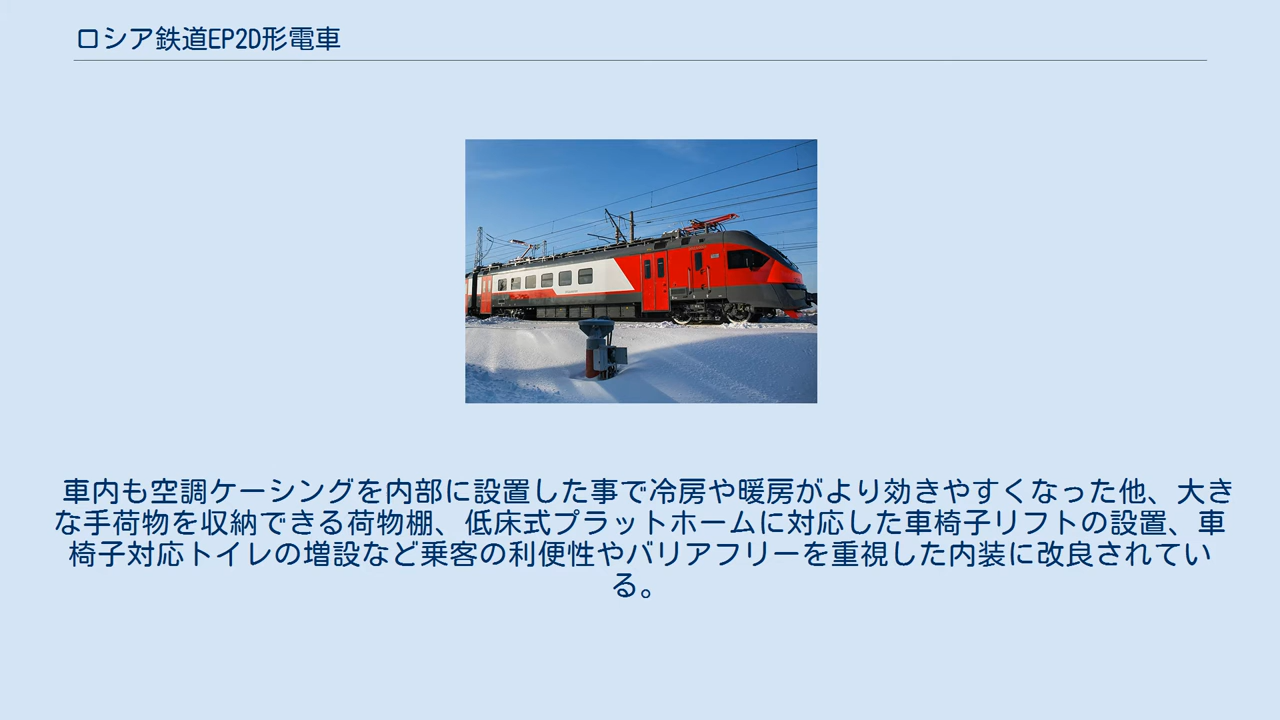 ロシア鉄道EP2D形電車
車内も空調ケーシングを内部に設置した事で冷房や暖房がより効きやすくなった他、大き
な手荷物を収納できる荷物棚、低床式プラットホームに対応した車椅子リフトの設置、車
椅子対応トイレの増設など乗客の利便性やバリアフリーを重視した内装に改良されてい
る。